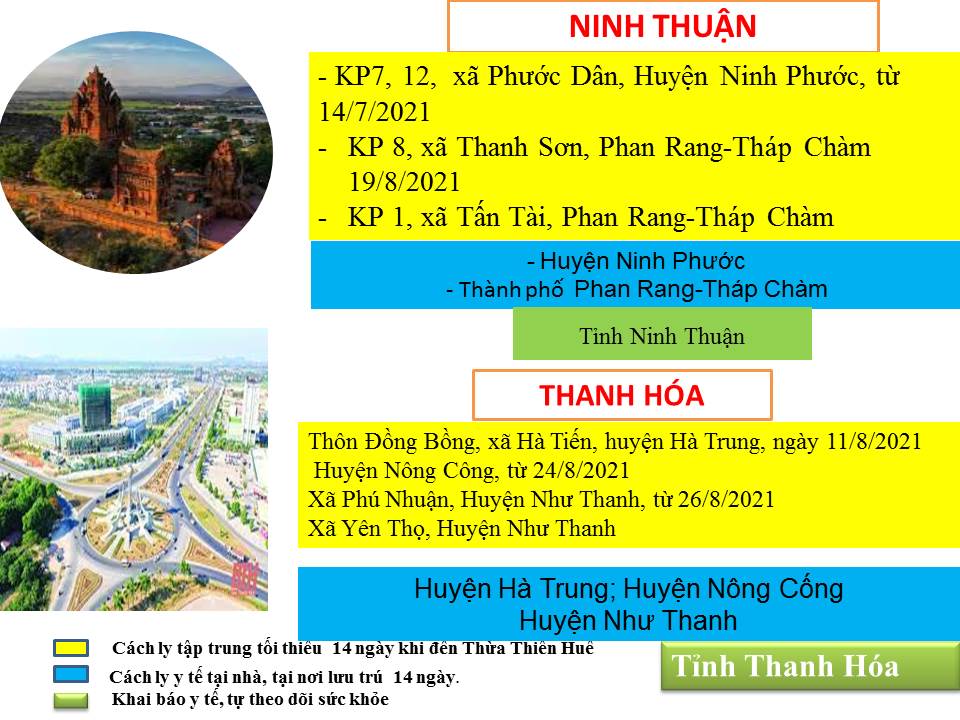 NINH THUẬN
- KP7, 12, xã Phước Dân, Huyện Ninh Phước, từ
14/7/2021
- KP 8, xã Thanh Sơn, Phan Rang-Tháp Chàm
19/8/2021
- KP 1, xã Tấn Tài, Phan Rang-Tháp Chàm
- Huyện Ninh Phước
- Thành phố Phan Rang-Tháp Chàm
Tỉnh Ninh Thuận
THANH HÓA
Thôn Đồng Bồng, xã Hà Tiến, huyện Hà Trung, ngày 11/8/2021
Huyện Nông Công, từ 24/8/2021
Xã Phú Nhuận, Huyện Như Thanh, từ 26/8/2021
Xã Yên Thọ, Huyện Như Thanh
Huyện Hà Trung; Huyện Nông Cống
Huyện Như Thanh
Cách ly tập trung tối thiểu 14 ngày khi đến Thừa Thiên Huế
Cách ly y tế tại nhà, tại nơi lưu trú 14 ngày.
Khai báo y tế, tự theo dõi sức khỏe
Tỉnh Thanh Hóa